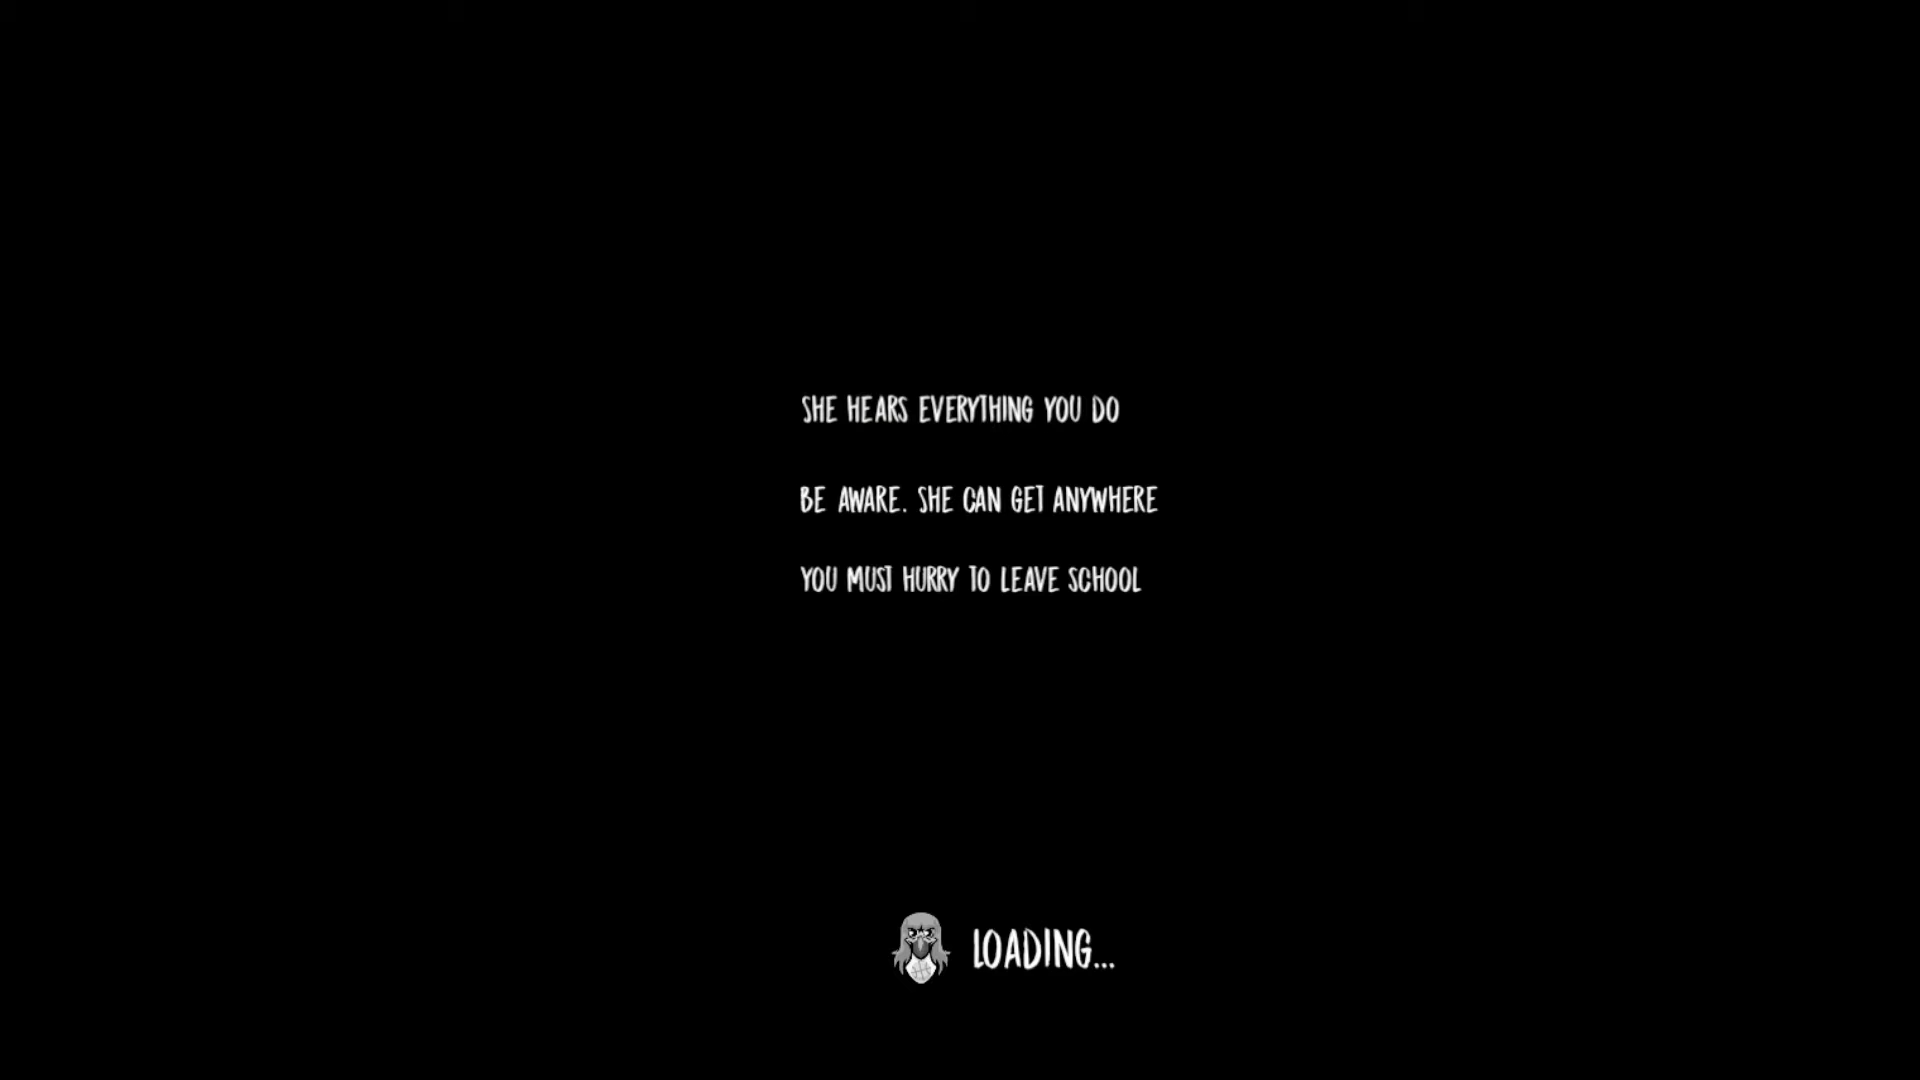 SHE HEARS EVERYTHING YOU DO
BE AWARE. SHE CAN GET ANYWHERE
YOU MUST HURRY TO LEAVE SCHOOL
LOADING...